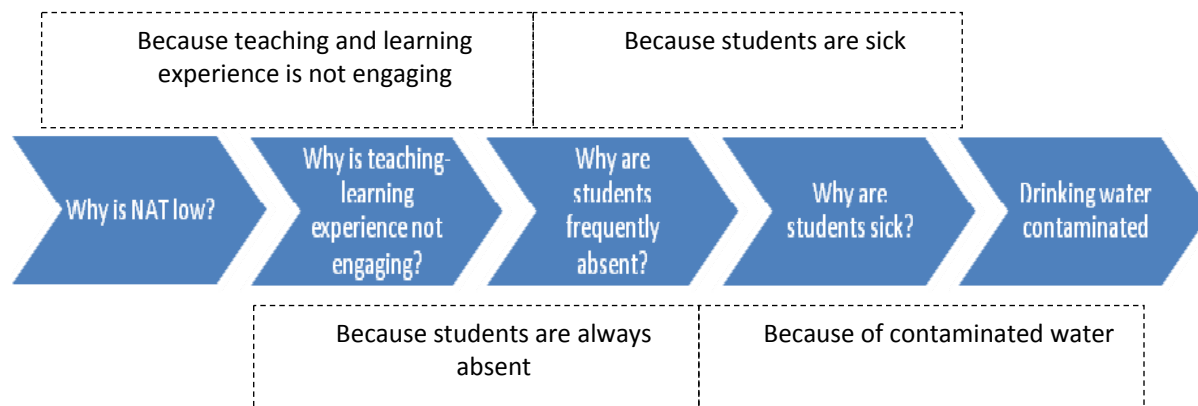 Because teaching and learning
experience is not engaging
Because students are sick
Why is NAT low?
Why is teaching-
learning
experience not
engaging?
Why are
students
frequently
absent?
Why are
students sick?
Drinking water
contaminated
Because students are always
absent
Because of contaminated water